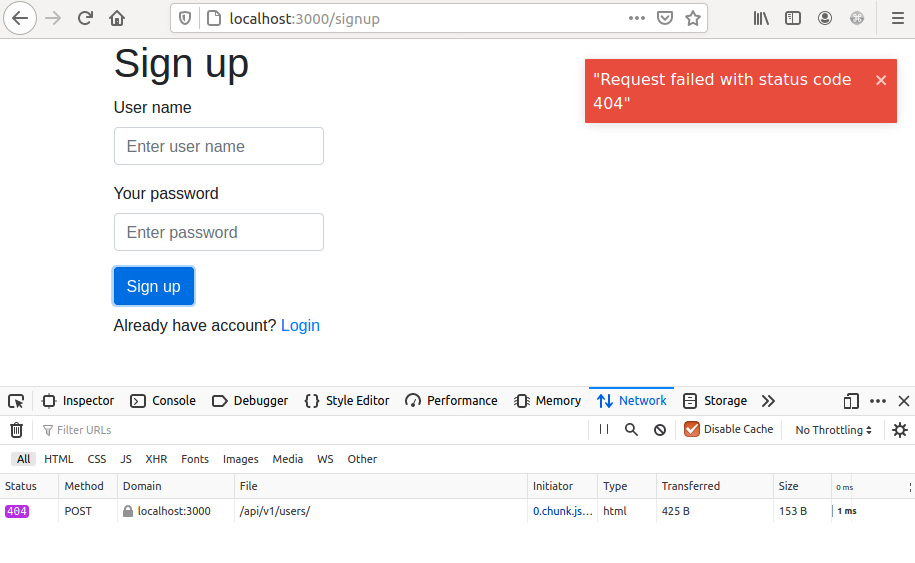 localhost:3000/signup
Sign up
"Request failed with status code
404"
User name
Enter user name
Your password
Enter password
Sign up
Already have account? Login
Inspector Console Debugger Style Editor Performance Memory Network Storage
Filter URLs Disable Cache No Throttling
All HTML CSS JS XHR Fonts Images Media WS Other
Status Method Domain File Initiator Type Transferred Size 0 ms
404 POST localhost:3000 /api/v1/users/ 0.chunk.js... html 425 B 153 B 1 ms